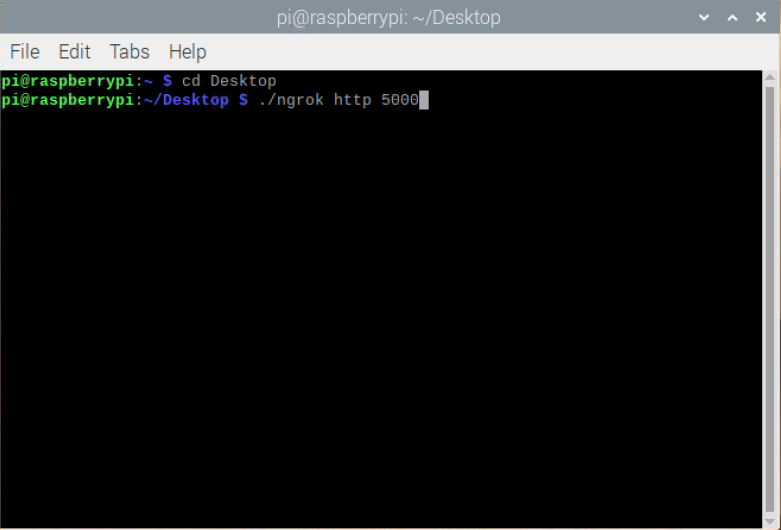 pi@raspberrypi: ~/Desktop
File Edit Tabs Help
pi@raspberrypi:~ $ cd Desktop
pi@raspberrypi:~/Desktop $ ./ngrok http 5000